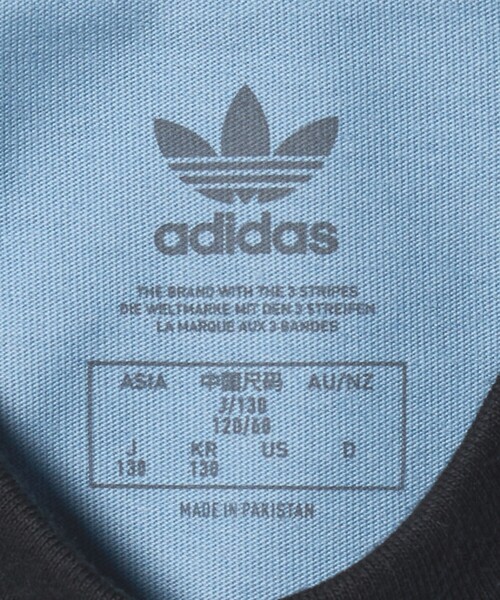 adidas
THE BRAND WITH THE 3 STRIPES
DIE WELTMARKE MIT DEN 3 STREIFEN
LA MARQUE AUX 3 BANDES
ASIA 中国尺码 AU/NZ
J/130
120/60
J KR US D
130 130
MADE IN PAKISTAN